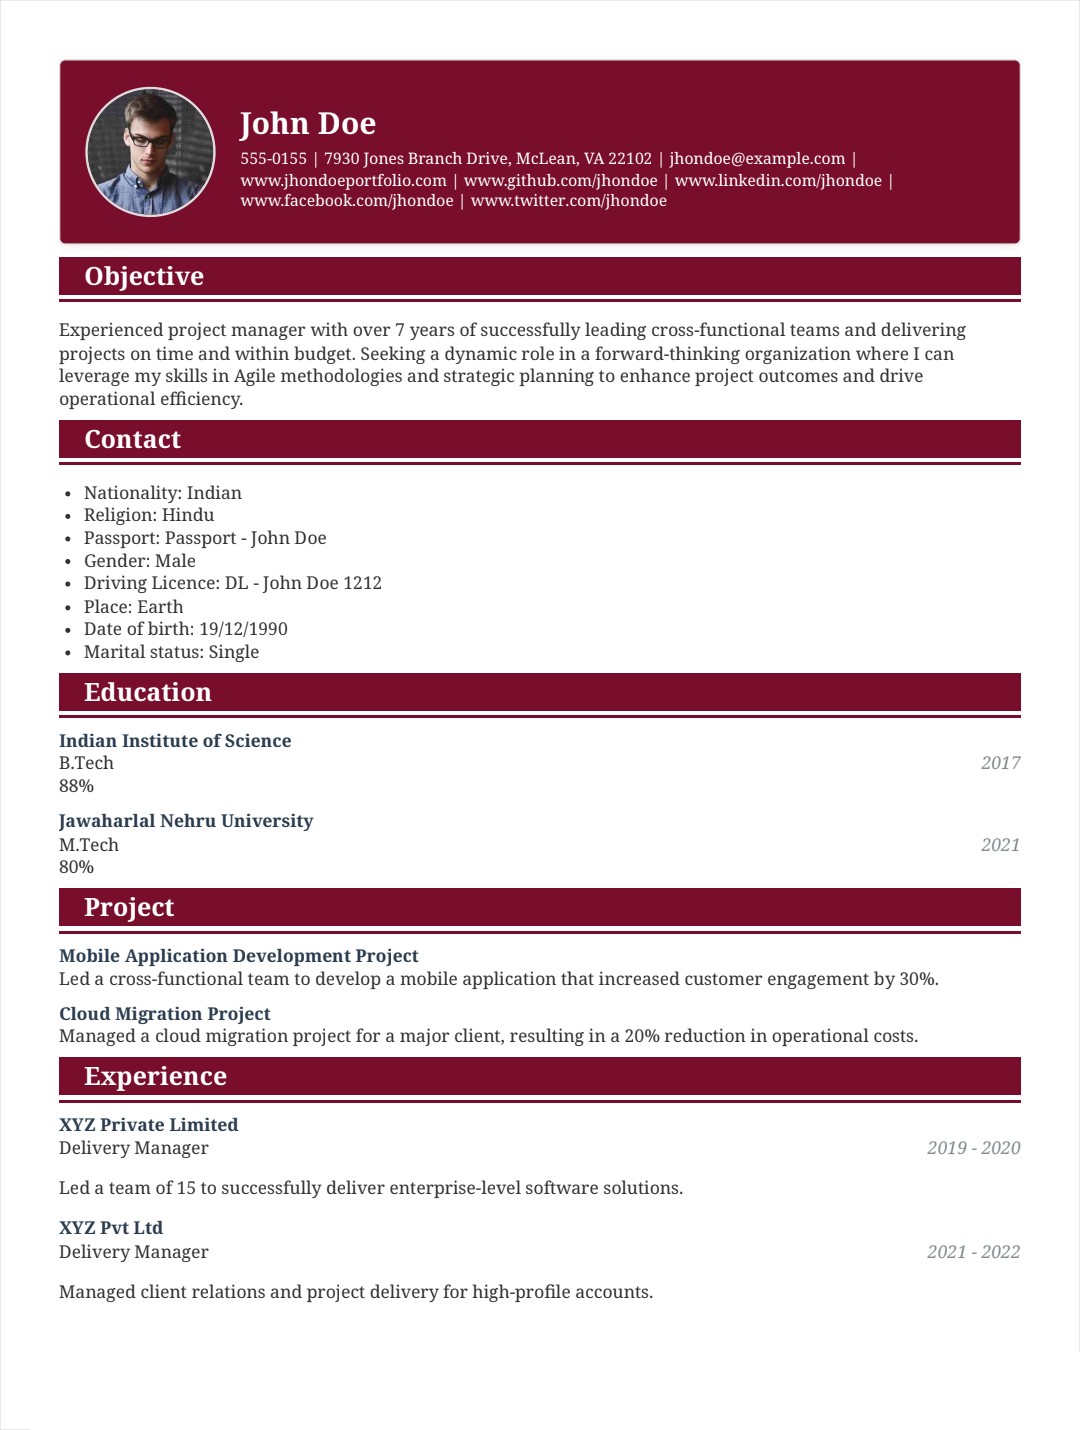 John Doe
555-0155 | 7930 Jones Branch Drive, McLean, VA 22102 | jhondoe@example.com |
www.jhondoeportfolio.com | www.github.com/jhondoe | www.linkedin.com/jhondoe |
www.facebook.com/jhondoe | www.twitter.com/jhondoe
Objective
Experienced project manager with over 7 years of successfully leading cross-functional teams and delivering
projects on time and within budget. Seeking a dynamic role in a forward-thinking organization where I can
leverage my skills in Agile methodologies and strategic planning to enhance project outcomes and drive
operational efficiency.
Contact
• Nationality: Indian
• Religion: Hindu
• Passport: Passport - John Doe
• Gender: Male
• Driving Licence: DL - John Doe 1212
• Place: Earth
• Date of birth: 19/12/1990
• Marital status: Single
Education
Indian Institute of Science
B.Tech 2017
88%
Jawaharlal Nehru University
M.Tech 2021
80%
Project
Mobile Application Development Project
Led a cross-functional team to develop a mobile application that increased customer engagement by 30%.
Cloud Migration Project
Managed a cloud migration project for a major client, resulting in a 20% reduction in operational costs.
Experience
XYZ Private Limited
Delivery Manager 2019 - 2020
Led a team of 15 to successfully deliver enterprise-level software solutions.
XYZ Pvt Ltd
Delivery Manager 2021 - 2022
Managed client relations and project delivery for high-profile accounts.